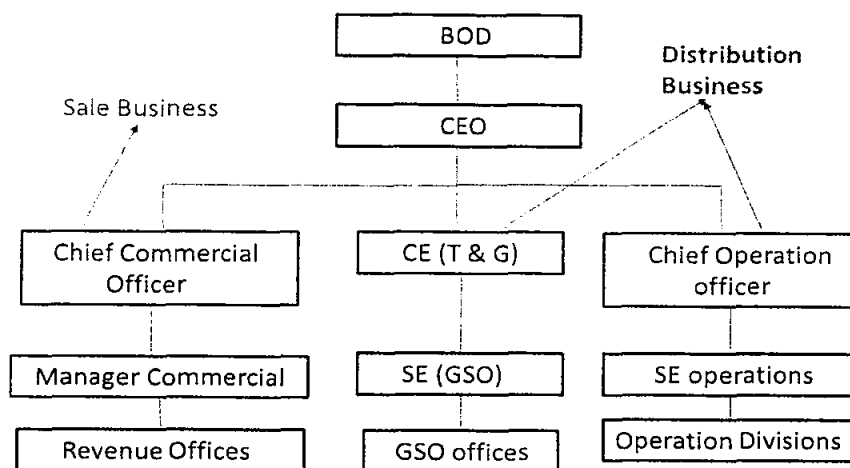 BOD
Distribution
Business
Sale Business
CEO
Chief Commercial
Officer
CE (T & G)
Chief Operation
officer
Manager Commercial
SE (GSO)
SE operations
Revenue Offices
GSO offices
Operation Divisions